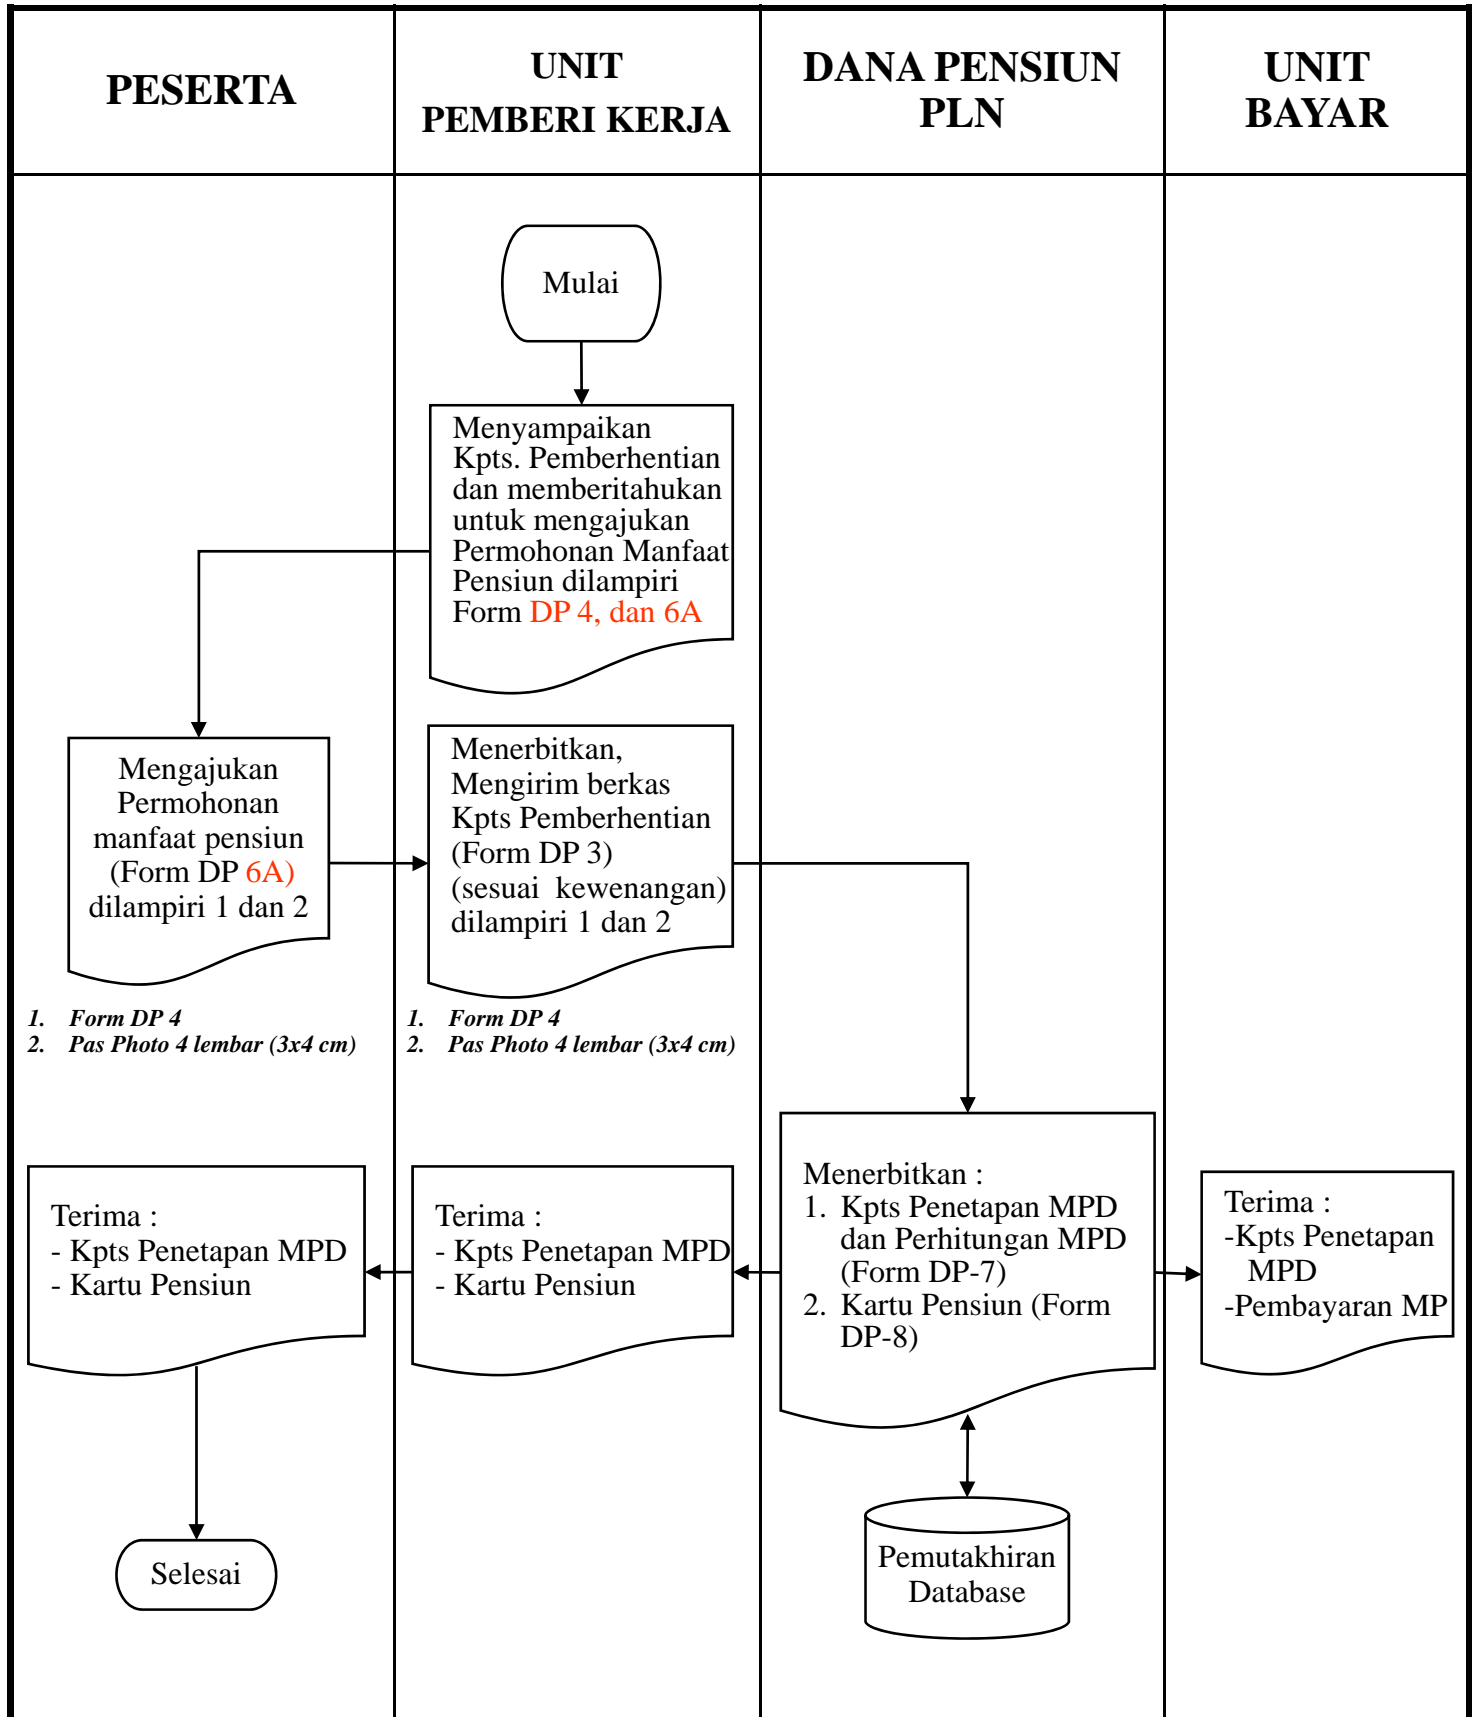 PESERTA
UNIT
PEMBERI KERJA
DANA PENSIUN
PLN
UNIT
BAYAR
Mulai
Menyampaikan
Kpts. Pemberhentian
dan memberitahukan
untuk mengajukan
Permohonan Manfaat
Pensiun dilampiri
Form DP 4, dan 6A
Mengajukan
Permohonan
manfaat pensiun
(Form DP 6A)
dilampiri 1 dan 2
1. Form DP 4
2. Pas Photo 4 lembar (3x4 cm)
Menerbitkan,
Mengirim berkas
Kpts Pemberhentian
(Form DP 3)
(sesuai kewenangan)
dilampiri 1 dan 2
1. Form DP 4
2. Pas Photo 4 lembar (3x4 cm)
Menerbitkan :
1. Kpts Penetapan MPD
dan Perhitungan MPD
(Form DP-7)
2. Kartu Pensiun (Form
DP-8)
Terima :
-Kpts Penetapan
MPD
-Pembayaran MP
Terima :
- Kpts Penetapan MPD
- Kartu Pensiun
Terima :
- Kpts Penetapan MPD
- Kartu Pensiun
Pemutakhiran
Database
Selesai